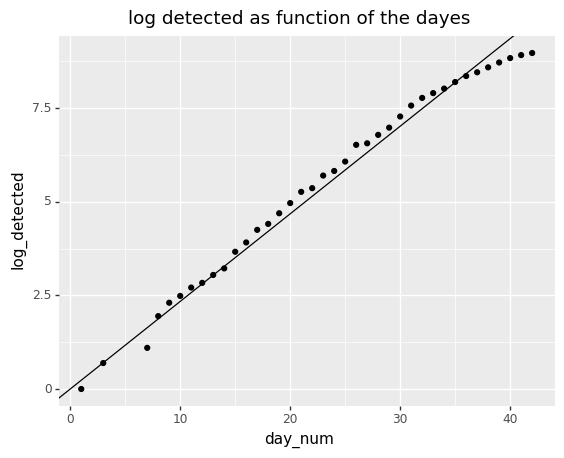 log detected as function of the dayes
7.5
5
2.5
0
log_detected
0 10 20 30 40
day_num